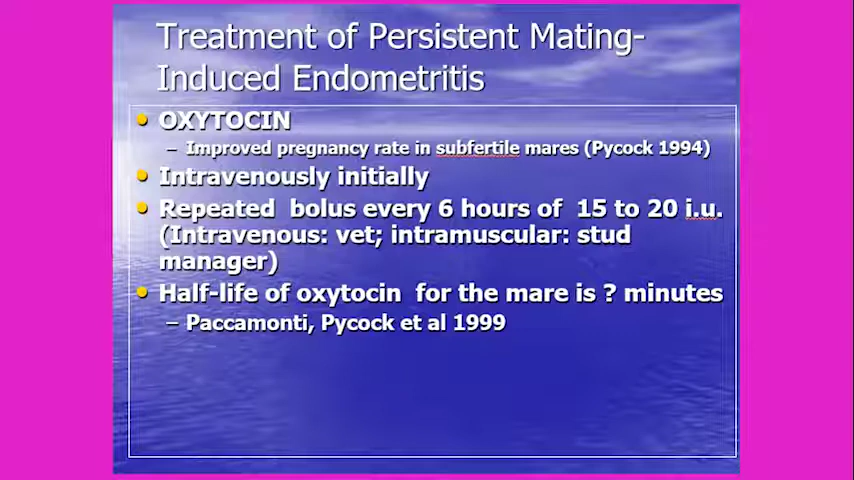 Treatment of Persistent Mating-
Induced Endometritis
• OXYTOCIN
– Improved pregnancy rate in subfertile mares (Pycock 1994)
• Intravenously initially
• Repeated bolus every 6 hours of 15 to 20 i.u.
(Intravenous: vet; intramuscular: stud
manager)
• Half-life of oxytocin for the mare is ? minutes
– Paccamonti, Pycock et al 1999